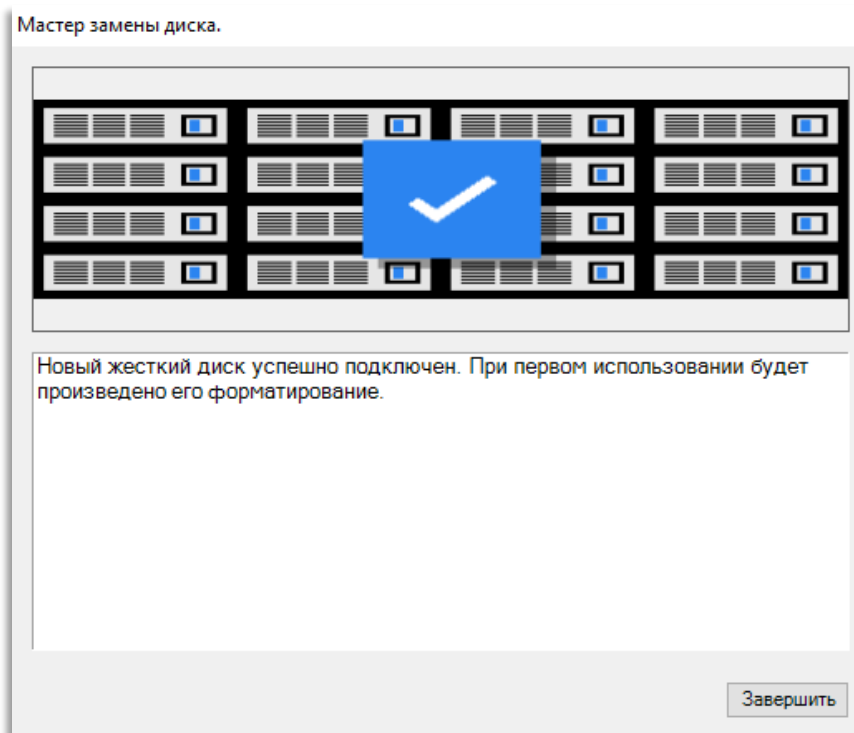 Мастер замены диска.
Новый жесткий диск успешно подключен. При первом использовании будет
произведено его форматирование.
Завершить